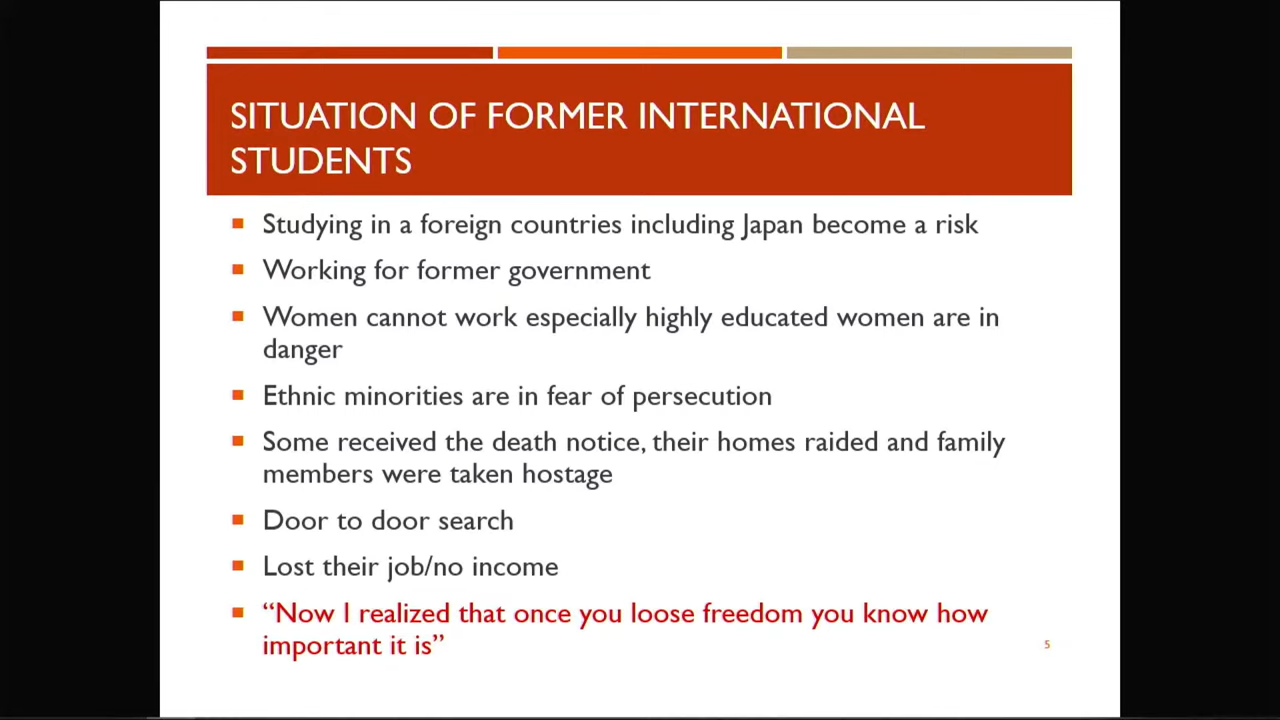 SITUATION OF FORMER INTERNATIONAL
STUDENTS
Studying in a foreign countries including Japan become a risk
Working for former government
Women cannot work especially highly educated women are in
danger
Ethnic minorities are in fear of persecution
Some received the death notice, their homes raided and family
members were taken hostage
Door to door search
Lost their job/no income
“Now I realized that once you loose freedom you know how
important it is”
5